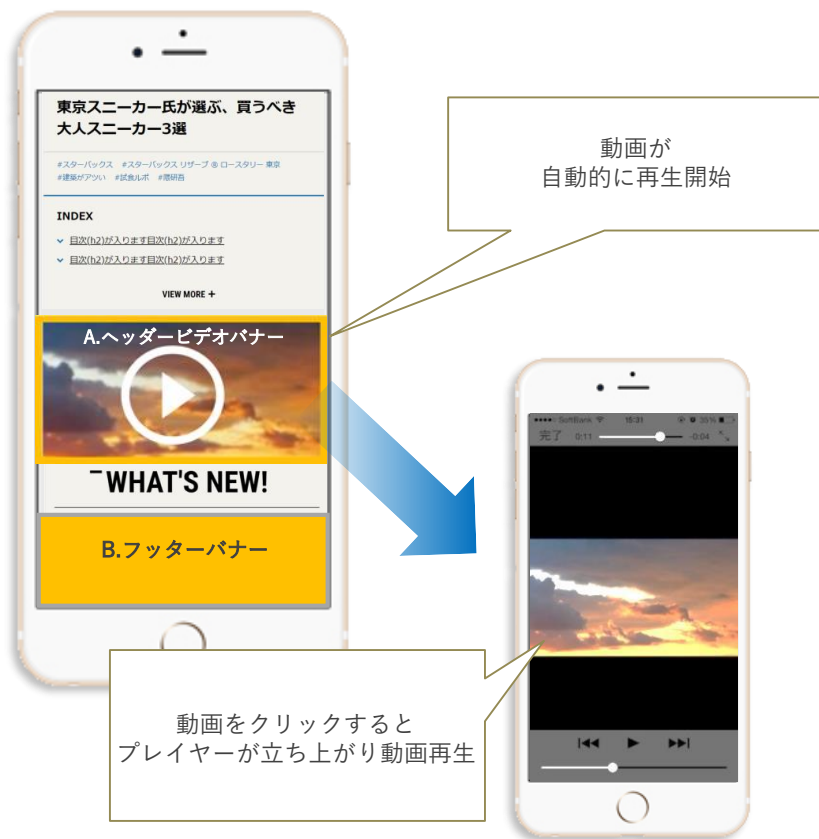 東京スニーカー氏が選ぶ、買うべき
大人スニーカー3選
#スターバックス #スターバックス リザーブ ® ロースタリー 東京
#建築がアツい #試食ルポ #隈研吾
INDEX
目次(h2)が入ります目次(h2)が入ります
目次(h2)が入ります目次(h2)が入ります
VIEW MORE +
A.ヘッダービデオバナー
WHAT'S NEW!
B.フッターバナー
動画が
自動的に再生開始
SoftBank 15:31 35%
完了 0:11 -0:04
動画をクリックすると
プレイヤーが立ち上がり動画再生